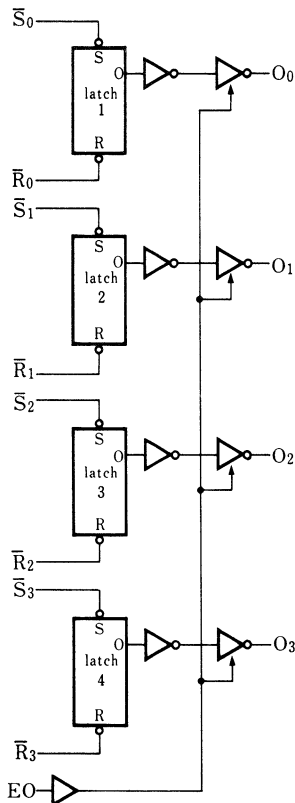 S̅₀
S
O
latch
1
O₀
R
R̅₀
S̅₁
S
O
latch
2
O₁
R
R̅₁
S̅₂
S
O
latch
3
O₂
R
R̅₂
S̅₃
S
O
latch
4
O₃
R
R̅₃
EO